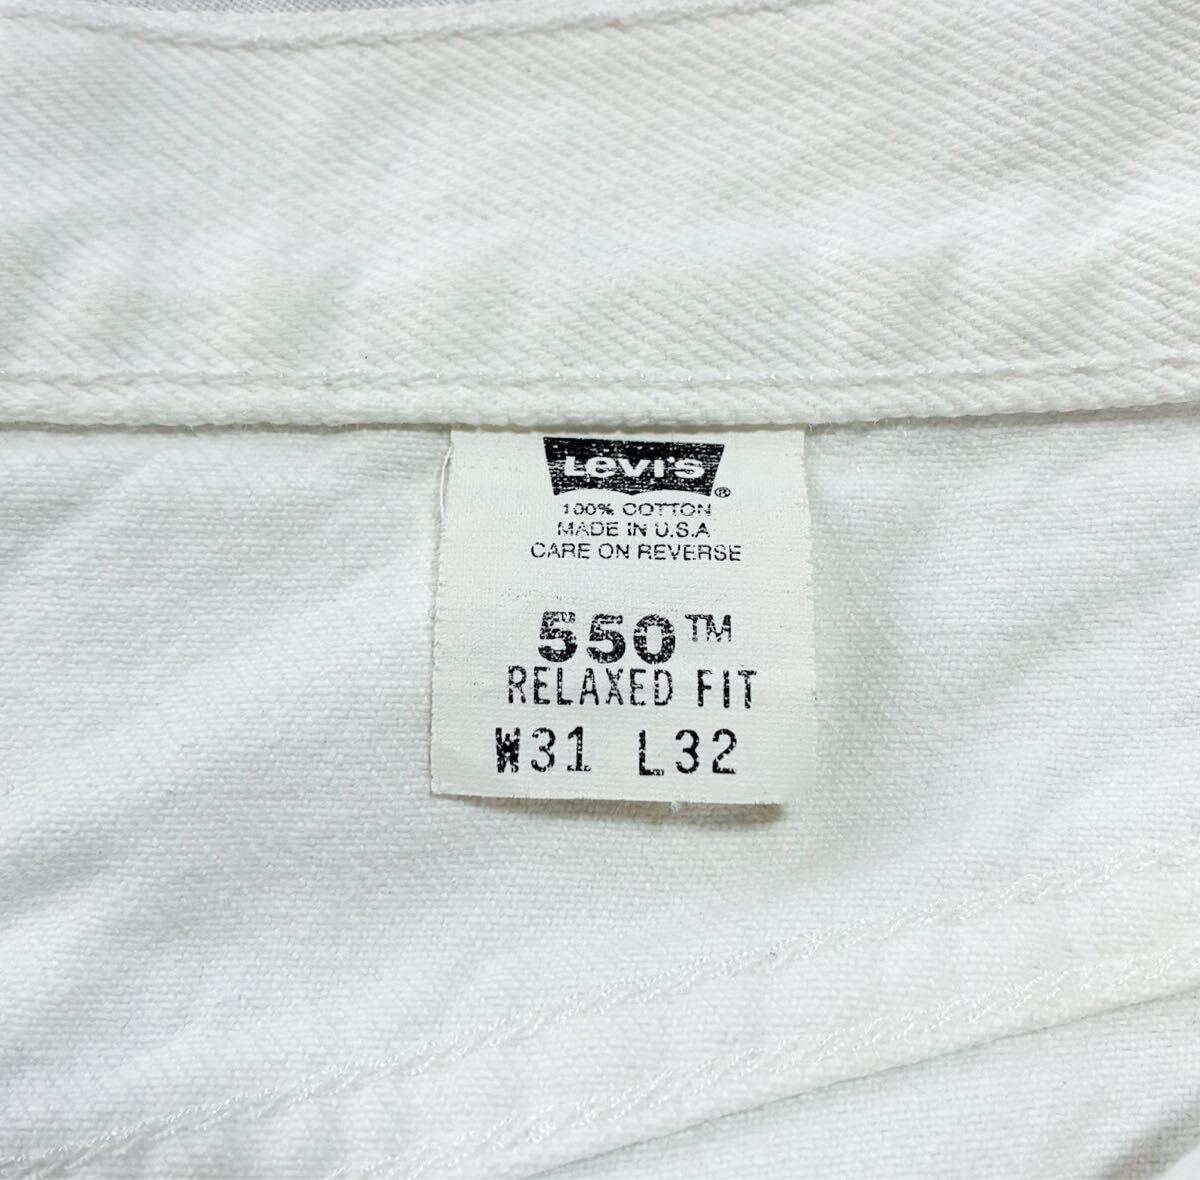 Levi's ®
100% COTTON
MADE IN U.S.A
CARE ON REVERSE
550™
RELAXED FIT
W31 L32